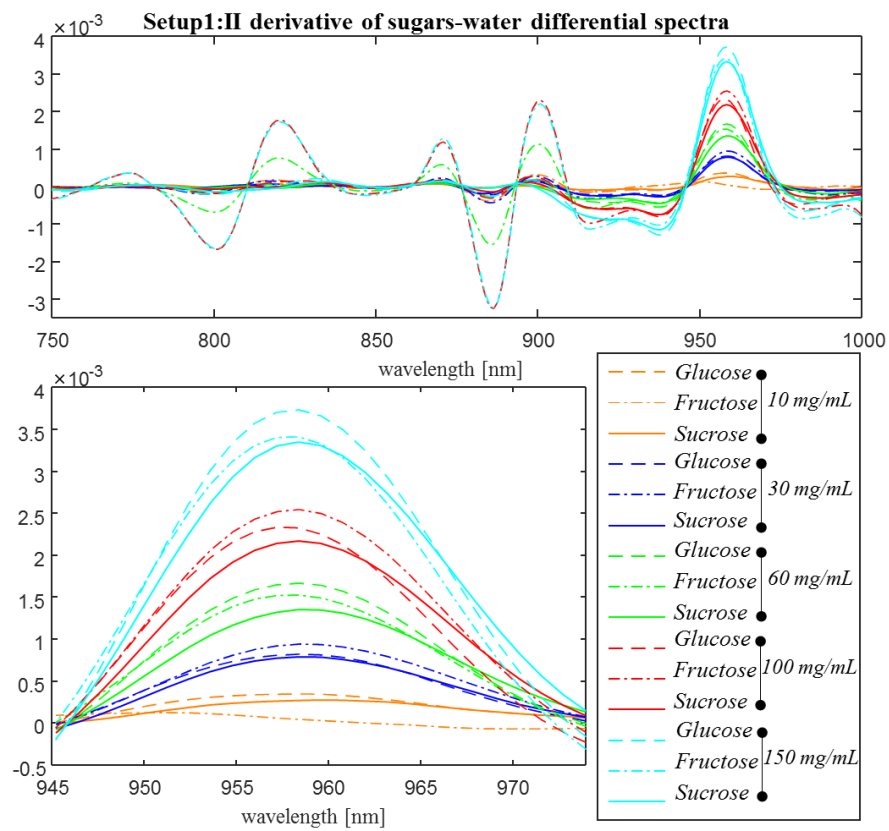 Setup1:II derivative of sugars-water differential spectra
×10⁻³
4
3
2
1
0
-1
-2
-3
750 800 850 900 950 1000
wavelength [nm]
×10⁻³
4
3.5
3
2.5
2
1.5
1
0.5
0
-0.5
945 950 955 960 965 970
wavelength [nm]
Glucose
Fructose 10 mg/mL
Sucrose
Glucose
Fructose 30 mg/mL
Sucrose
Glucose
Fructose 60 mg/mL
Sucrose
Glucose
Fructose 100 mg/mL
Sucrose
Glucose
Fructose 150 mg/mL
Sucrose